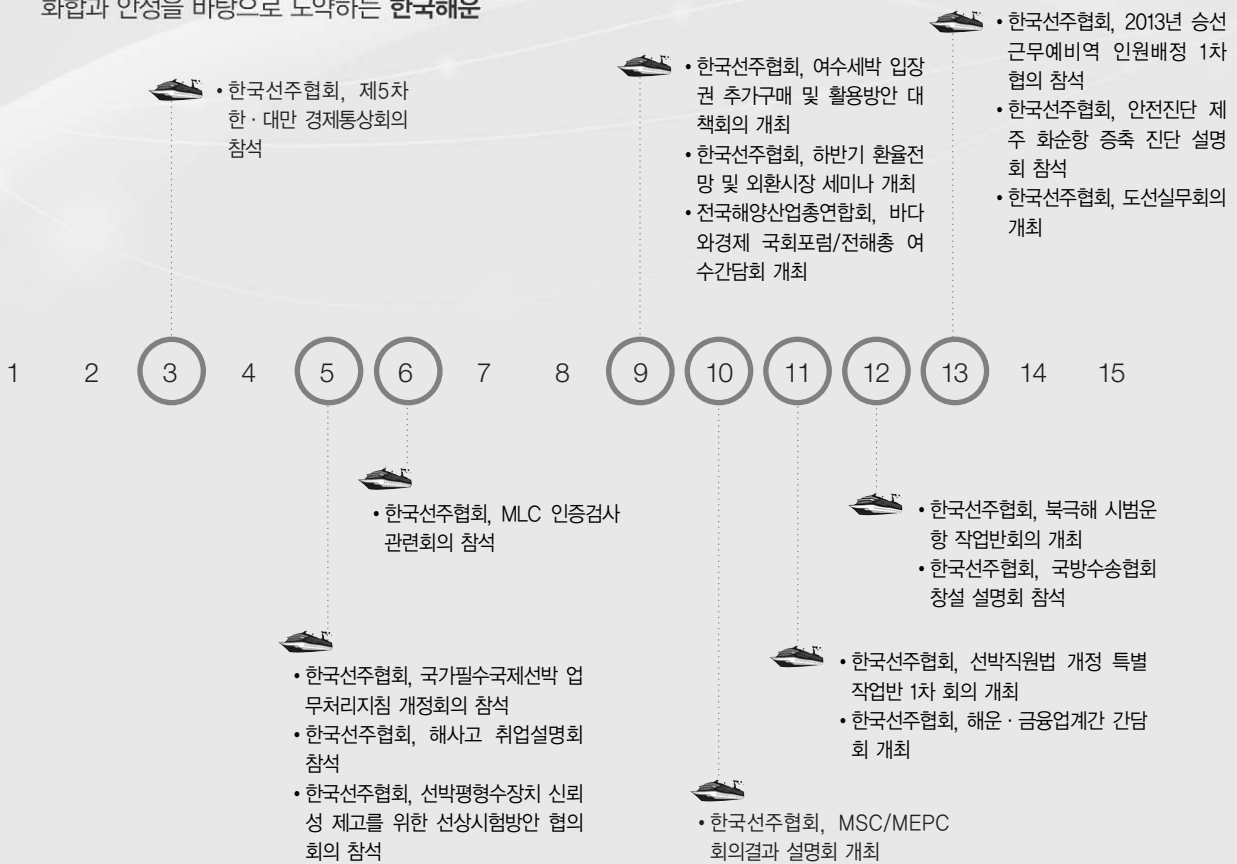 화합과 안정을 바탕으로 도약하는 한국해운
• 한국선주협회, 제5차
한·대만 경제통상회의
참석
• 한국선주협회, 여수세박 입장
권 추가구매 및 활용방안 대
책회의 개최
• 한국선주협회, 하반기 환율전
망 및 외환시장 세미나 개최
• 전국해양산업총연합회, 바다
와경제 국회포럼/전해총 여
수간담회 개최
• 한국선주협회, 2013년 승선
근무예비역 인원배정 1차
협의 참석
• 한국선주협회, 안전진단 제
주 화순항 증축 진단 설명
회 참석
• 한국선주협회, 도선실무회의
개최
1 2 3 4 5 6 7 8 9 10 11 12 13 14 15
• 한국선주협회, 국가필수국제선박 업
무처리지침 개정회의 참석
• 한국선주협회, 해사고 취업설명회
참석
• 한국선주협회, 선박평형수장치 신뢰
성 제고를 위한 선상시험방안 협의
회의 참석
• 한국선주협회, MLC 인증검사
관련회의 참석
• 한국선주협회, MSC/MEPC
회의결과 설명회 개최
• 한국선주협회, 선박직원법 개정 특별
작업반 1차 회의 개최
• 한국선주협회, 해운·금융업계간 간담
회 개최
• 한국선주협회, 북극해 시범운
항 작업반회의 개최
• 한국선주협회, 국방수송협회
창설 설명회 참석